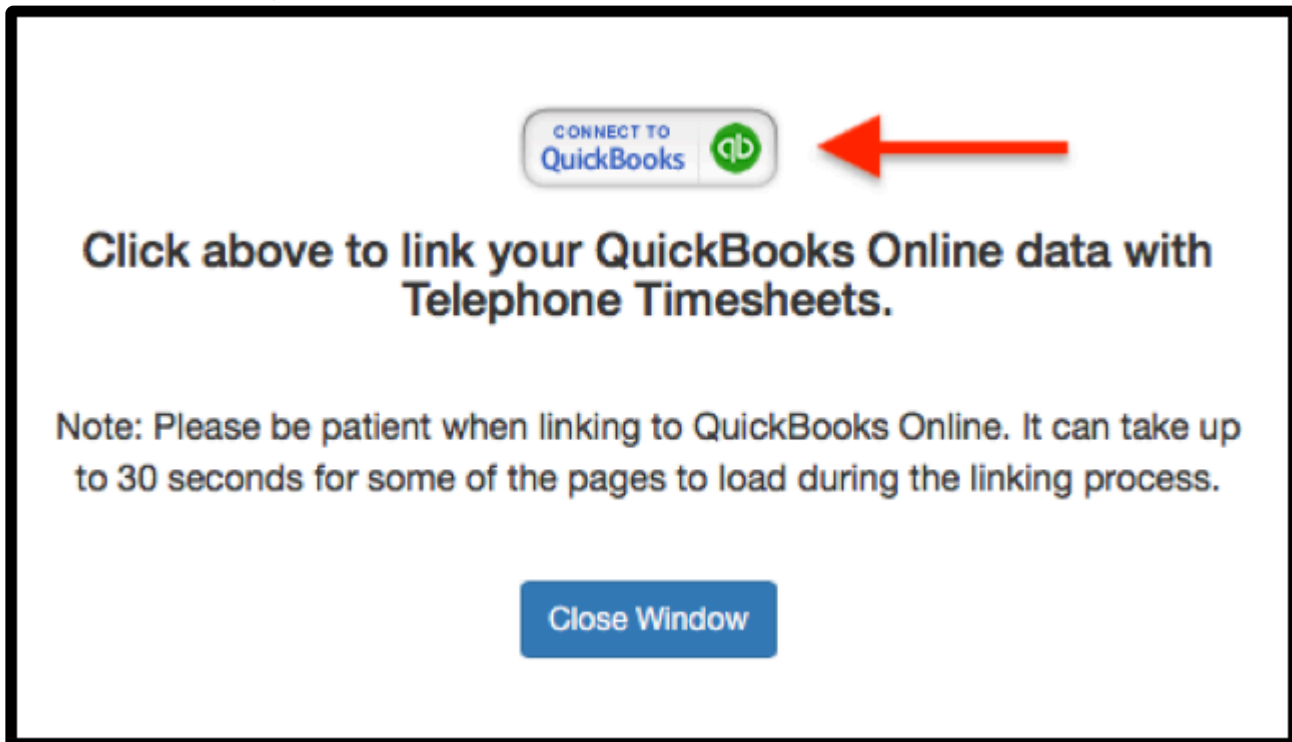 CONNECT TO
QuickBooks
qb
Click above to link your QuickBooks Online data with
Telephone Timesheets.
Note: Please be patient when linking to QuickBooks Online. It can take up
to 30 seconds for some of the pages to load during the linking process.
Close Window